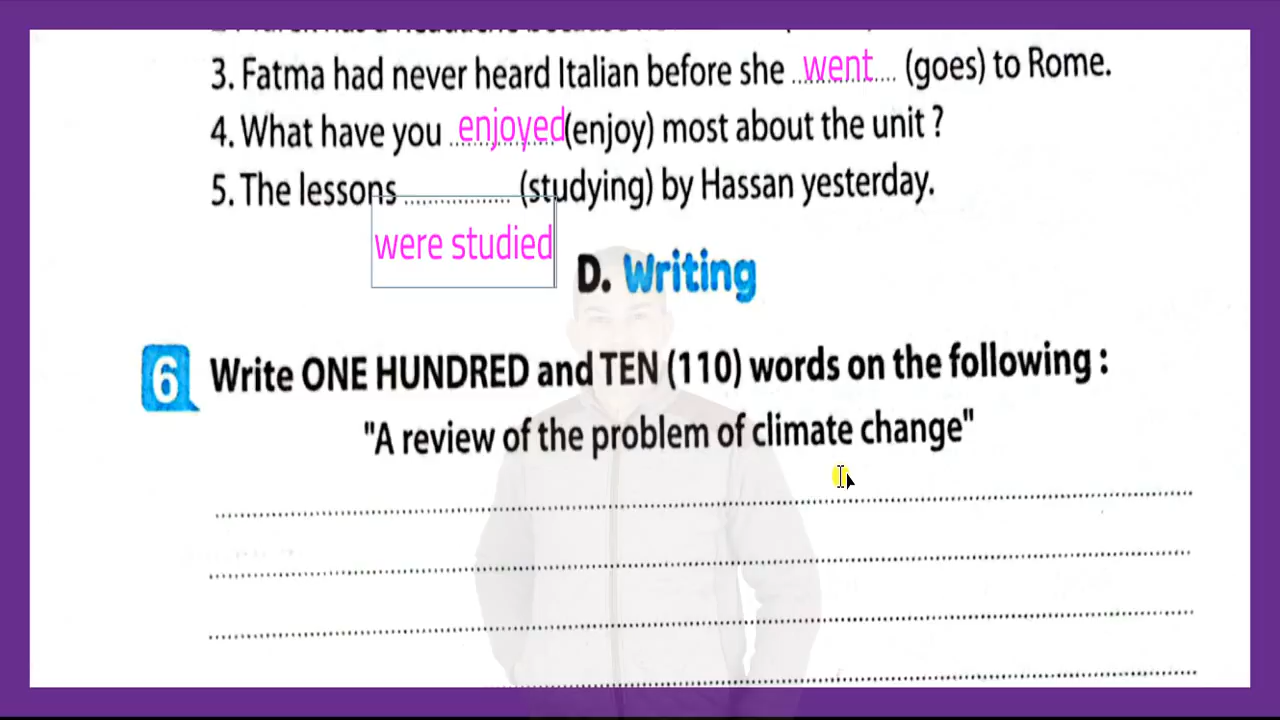 3. Fatma had never heard Italian before she ..went.... (goes) to Rome.
4. What have you ..enjoyed.. (enjoy) most about the unit ?
5. The lessons .................. (studying) by Hassan yesterday.
were studied
D. Writing
6 Write ONE HUNDRED and TEN (110) words on the following :
"A review of the problem of climate change"